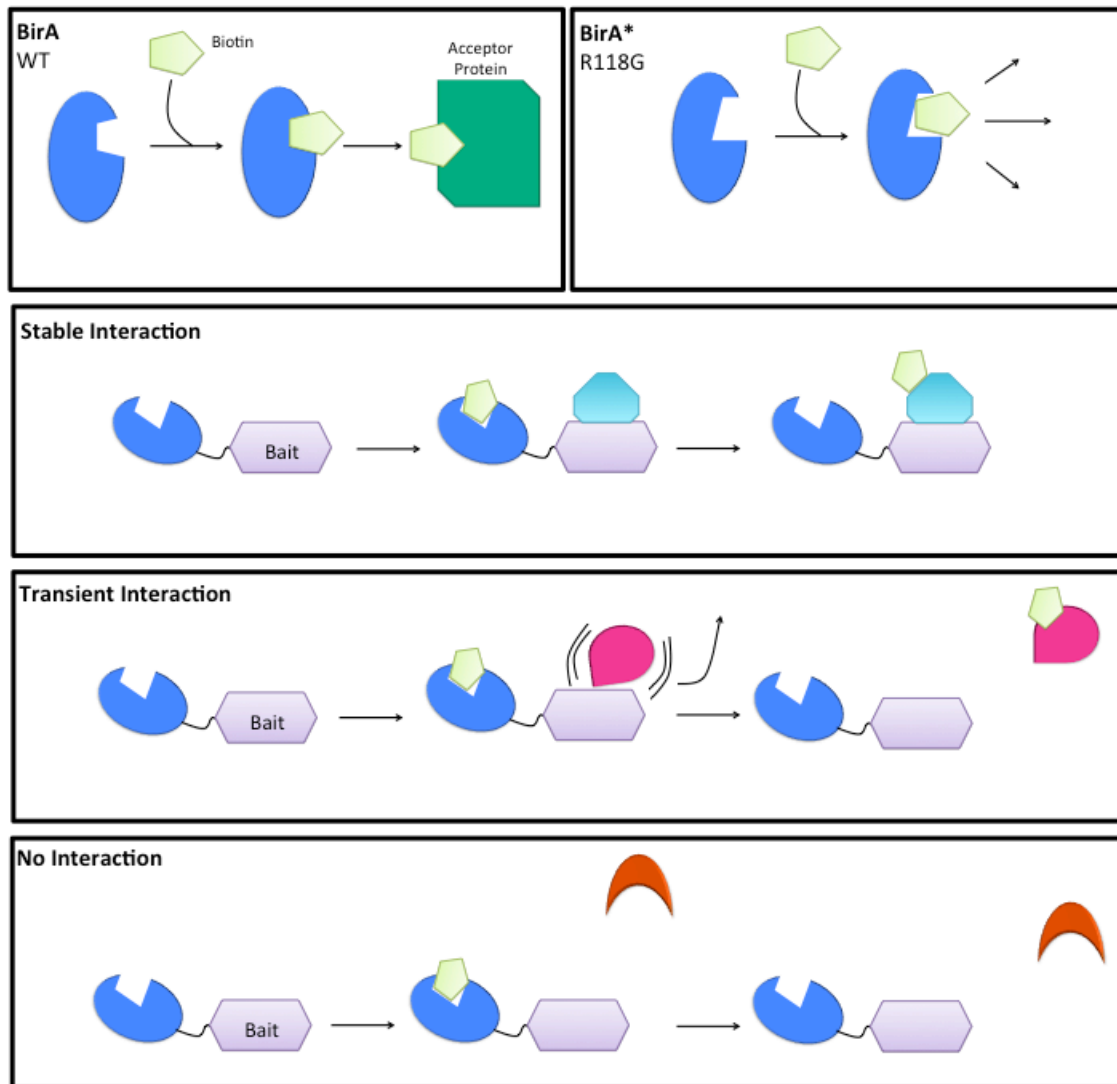 BirA
WT
Biotin
Acceptor
Protein
BirA*
R118G
Stable Interaction
Bait
Transient Interaction
Bait
No Interaction
Bait